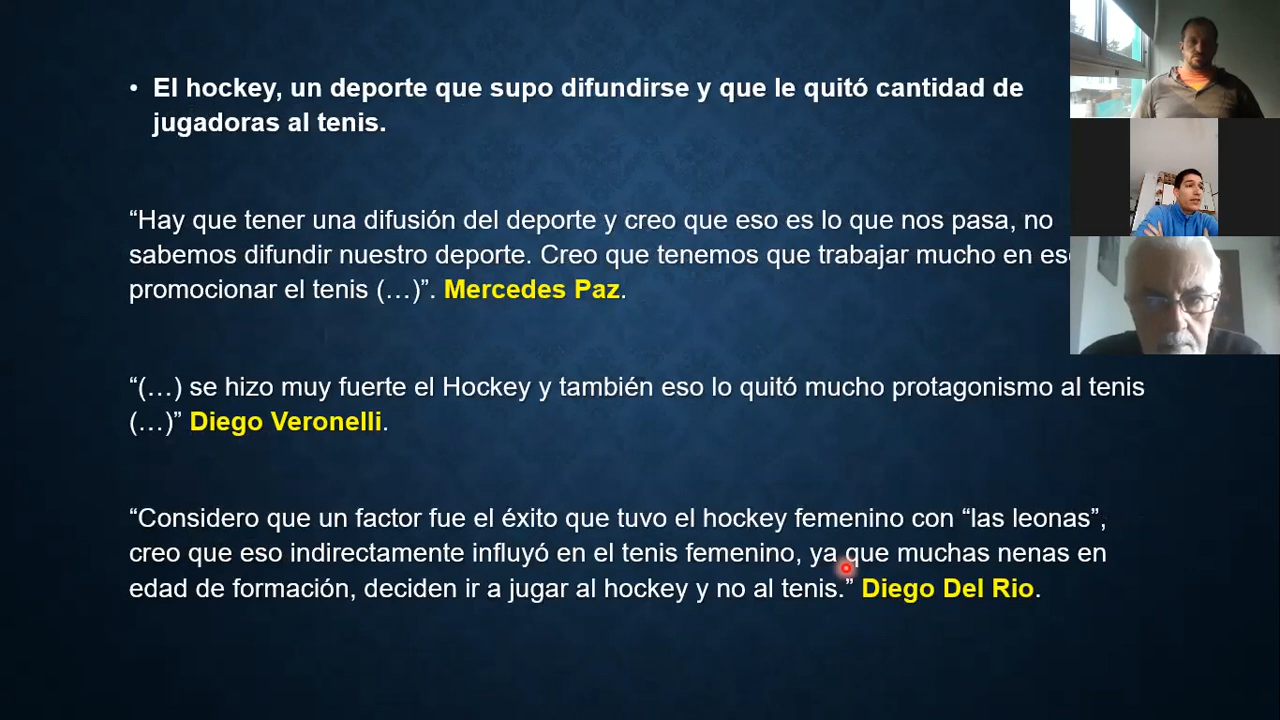 • El hockey, un deporte que supo difundirse y que le quitó cantidad de
jugadoras al tenis.
“Hay que tener una difusión del deporte y creo que eso es lo que nos pasa, no
sabemos difundir nuestro deporte. Creo que tenemos que trabajar mucho en
promocionar el tenis (…)”. Mercedes Paz.
“(…) se hizo muy fuerte el Hockey y también eso lo quitó mucho protagonismo al tenis
(…)” Diego Veronelli.
“Considero que un factor fue el éxito que tuvo el hockey femenino con “las leonas”,
creo que eso indirectamente influyó en el tenis femenino, ya que muchas nenas en
edad de formación, deciden ir a jugar al hockey y no al tenis.” Diego Del Rio.